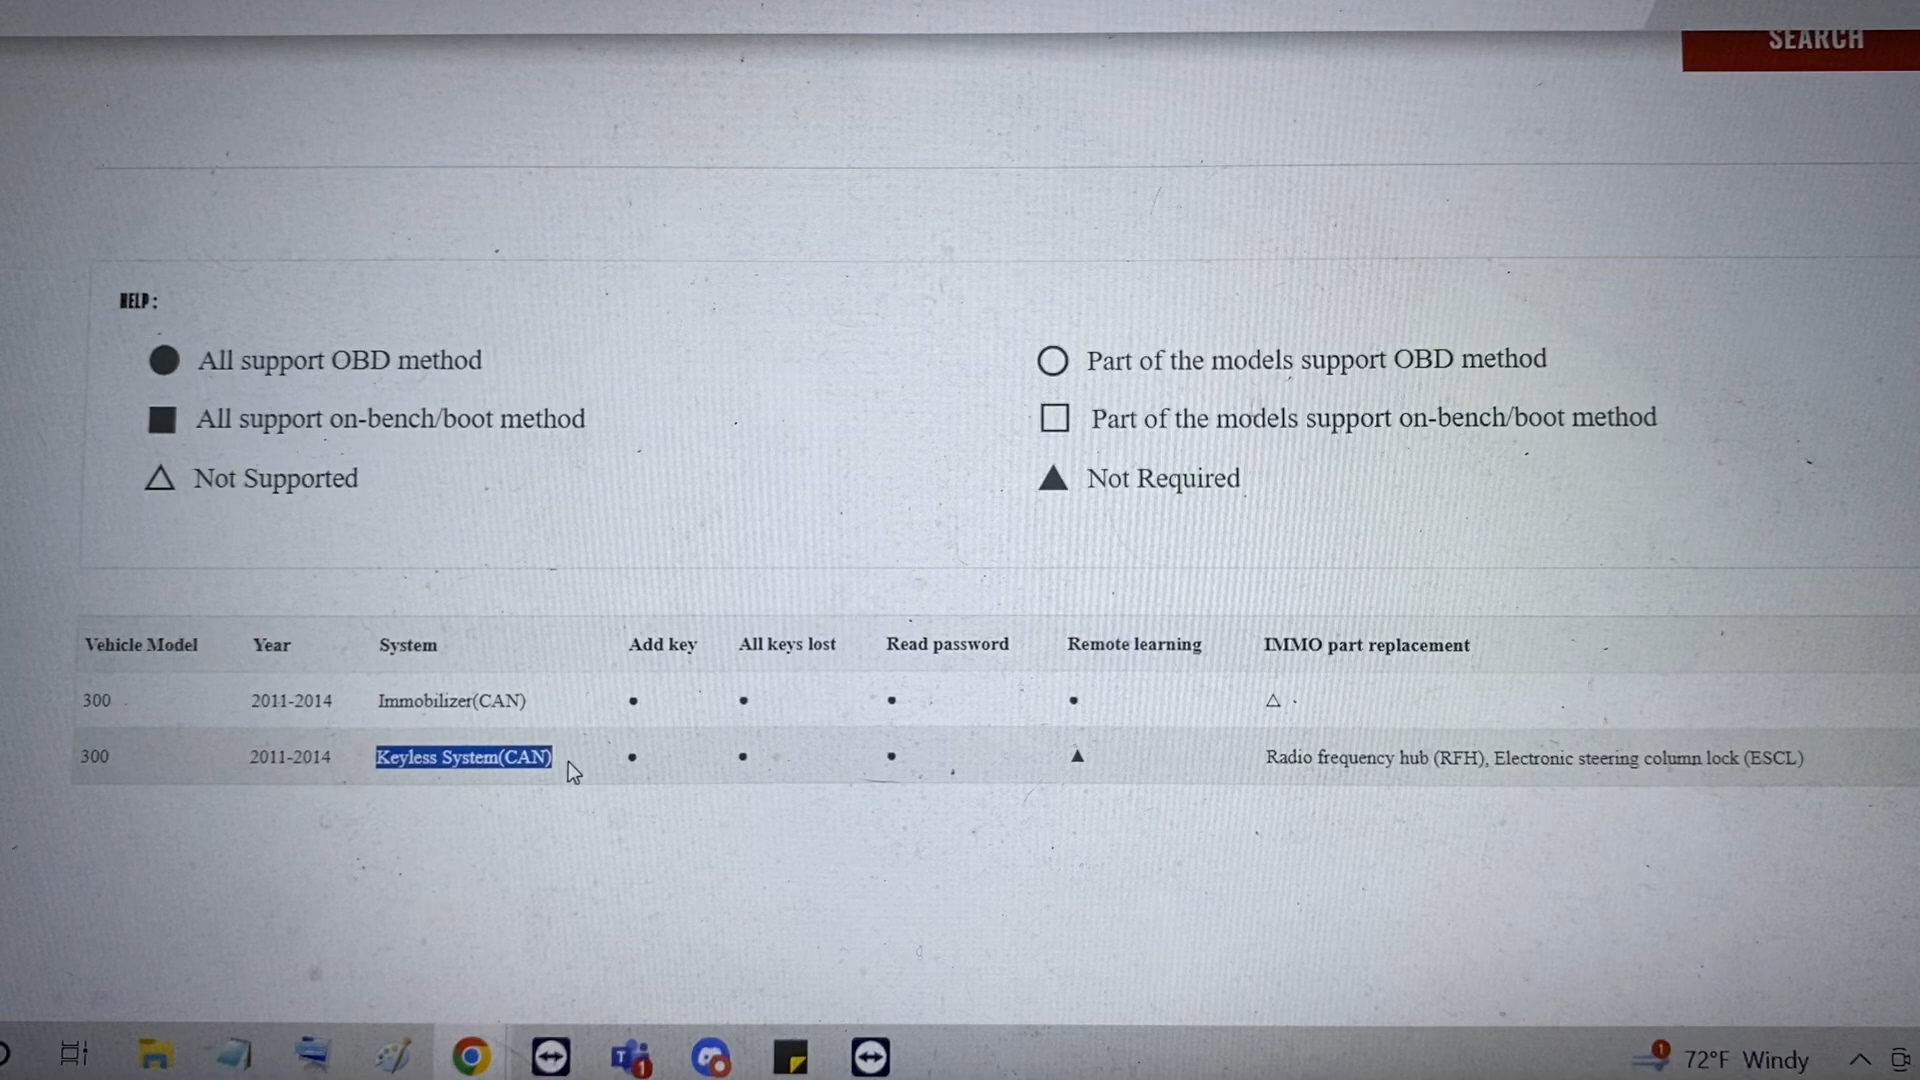 SEARCH
HELP:
● All support OBD method
○ Part of the models support OBD method
■ All support on-bench/boot method
□ Part of the models support on-bench/boot method
△ Not Supported
▲ Not Required
Vehicle Model Year System Add key All keys lost Read password Remote learning IMMO part replacement
300 2011-2014 Immobilizer(CAN) • • • • △
300 2011-2014 Keyless System(CAN) • • • ▲ Radio frequency hub (RFH), Electronic steering column lock (ESCL)
T 1 1 72°F Windy